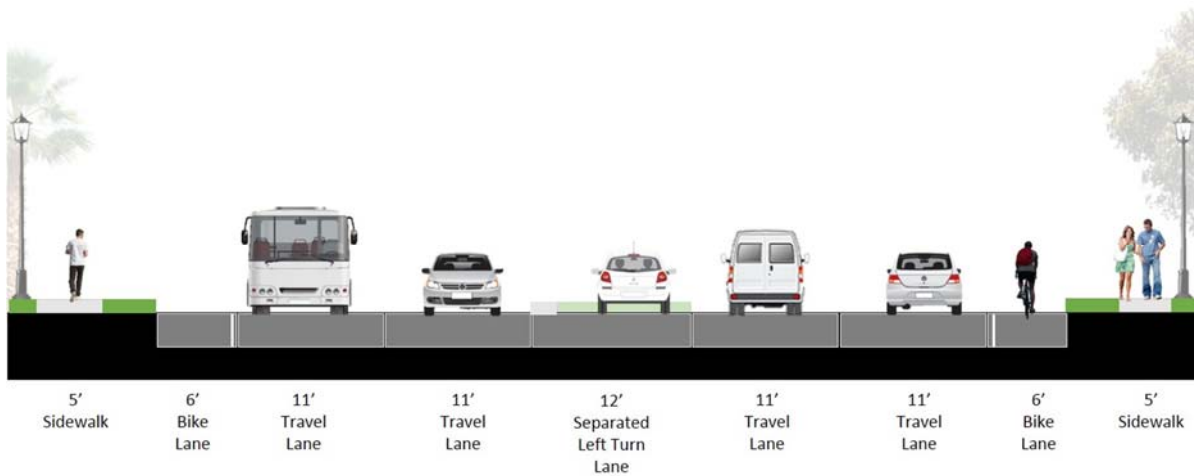 5’
Sidewalk
6’
Bike
Lane
11’
Travel
Lane
11’
Travel
Lane
12’
Separated
Left Turn
Lane
11’
Travel
Lane
11’
Travel
Lane
6’
Bike
Lane
5’
Sidewalk